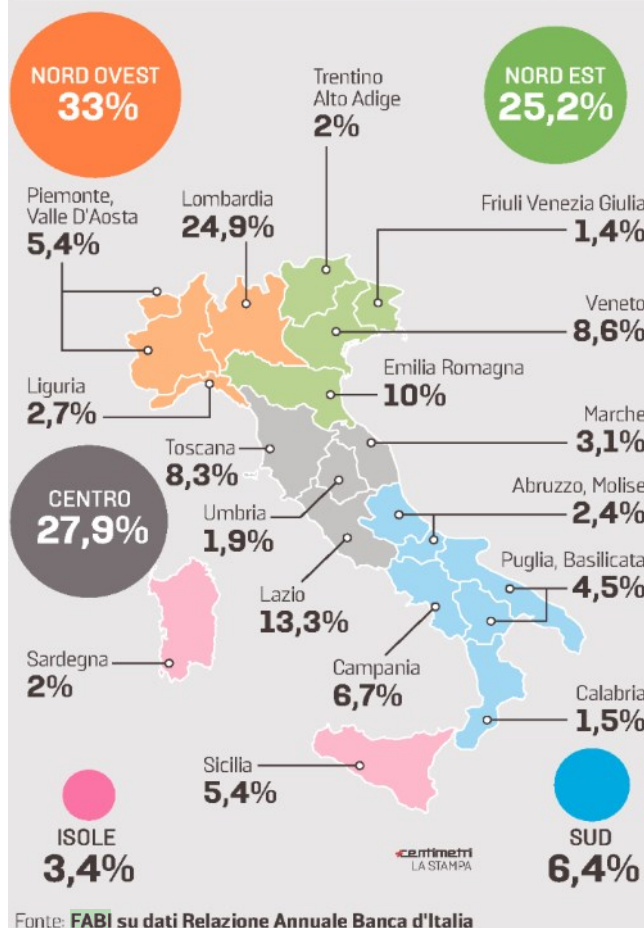 NORD OVEST
33%
Trentino
Alto Adige
2%
NORD EST
25,2%
Piemonte,
Valle D'Aosta
5,4%
Lombardia
24,9%
Friuli Venezia Giulia
1,4%
Veneto
8,6%
Liguria
2,7%
Emilia Romagna
10%
Marche
3,1%
Toscana
8,3%
CENTRO
27,9%
Umbria
1,9%
Abruzzo, Molise
2,4%
Puglia, Basilicata
4,5%
Lazio
13,3%
Sardegna
2%
Campania
6,7%
Calabria
1,5%
Sicilia
5,4%
ISOLE
3,4%
centimetri
LA STAMPA
SUD
6,4%
Fonte: FABI su dati Relazione Annuale Banca d'Italia